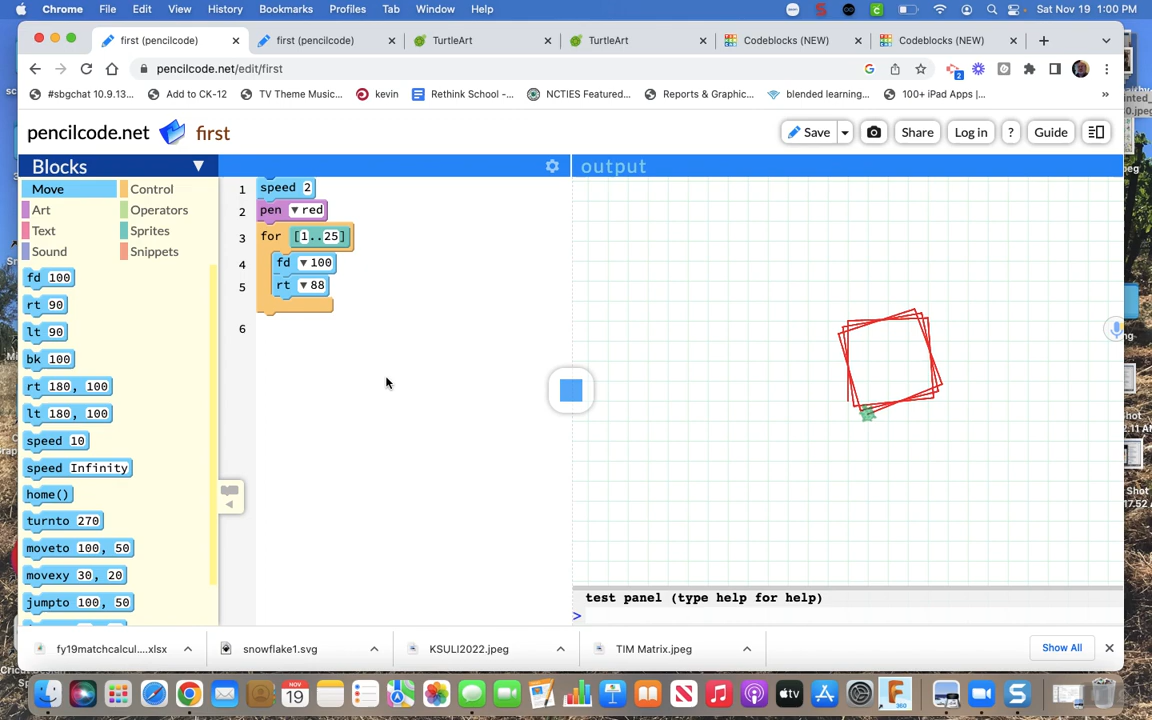 Chrome File Edit View History Bookmarks Profiles Tab Window Help Sat Nov 19 1:00 PM
first (pencilcode) first (pencilcode) TurtleArt TurtleArt Codeblocks (NEW) Codeblocks (NEW)
pencilcode.net/edit/first 2
#sbgchat 10.9.13... Add to CK-12 TV Theme Music... kevin Rethink School -... NCTIES Featured... Reports & Graphic... blended learning... 100+ iPad Apps |... »
pencilcode.net first Save Share Log in ? Guide
Blocks output
Move Control
Art Operators
Text Sprites
Sound Snippets
fd 100
rt 90
lt 90
bk 100
rt 180, 100
lt 180, 100
speed 10
speed Infinity
home()
turnto 270
moveto 100, 50
movexy 30, 20
jumpto 100, 50
1 speed 2
2 pen red
3 for [1..25]
4 fd 100
5 rt 88
6
test panel (type help for help)
>
fy19matchcalcul....xlsx snowflake1.svg KSULI2022.jpeg TIM Matrix.jpeg Show All
NOV
19
tv
360
Shot
Shot